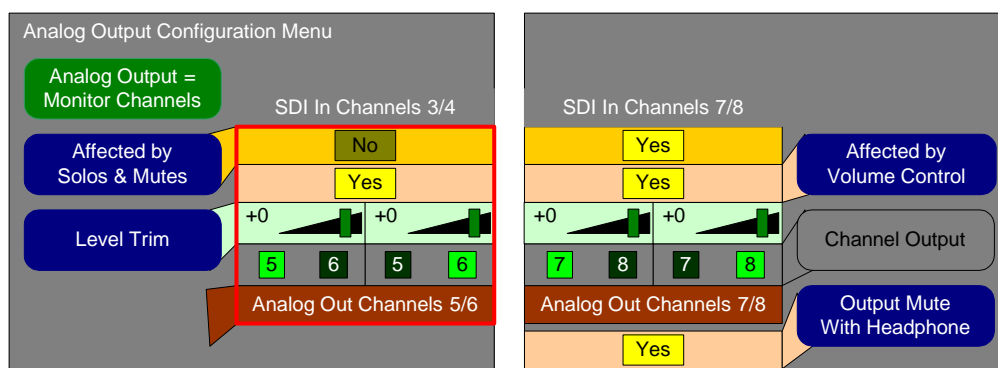 Analog Output Configuration Menu
Analog Output =
Monitor Channels
SDI In Channels 3/4
SDI In Channels 7/8
Affected by
Solos & Mutes
No
Yes
Affected by
Volume Control
Yes
Yes
Level Trim
+0
+0
+0
+0
Channel Output
5
6
5
6
7
8
7
8
Analog Out Channels 5/6
Analog Out Channels 7/8
Output Mute
With Headphone
Yes